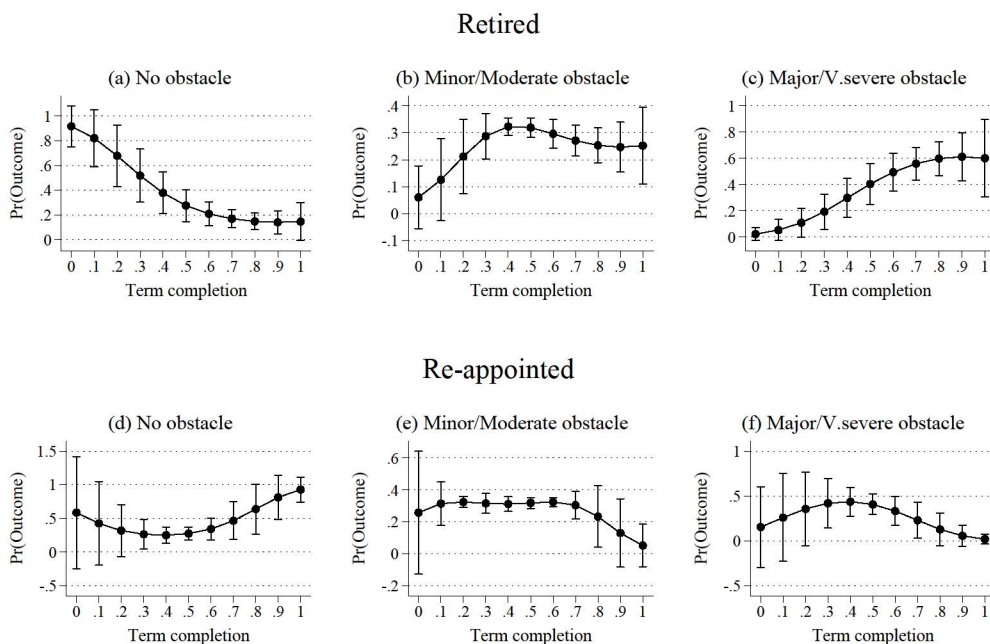 Retired
(a) No obstacle
(b) Minor/Moderate obstacle
(c) Major/V.severe obstacle
Pr(Outcome)
1
.8
.6
.4
.2
0
0 .1 .2 .3 .4 .5 .6 .7 .8 .9 1
Term completion
Pr(Outcome)
.4
.3
.2
.1
0
-.1
0 .1 .2 .3 .4 .5 .6 .7 .8 .9 1
Term completion
Pr(Outcome)
1
.8
.6
.4
.2
0
0 .1 .2 .3 .4 .5 .6 .7 .8 .9 1
Term completion
Re-appointed
(d) No obstacle
(e) Minor/Moderate obstacle
(f) Major/V.severe obstacle
Pr(Outcome)
1.5
1
.5
0
-.5
0 .1 .2 .3 .4 .5 .6 .7 .8 .9 1
Term completion
Pr(Outcome)
.6
.4
.2
0
-.2
0 .1 .2 .3 .4 .5 .6 .7 .8 .9 1
Term completion
Pr(Outcome)
1
.5
0
-.5
0 .1 .2 .3 .4 .5 .6 .7 .8 .9 1
Term completion